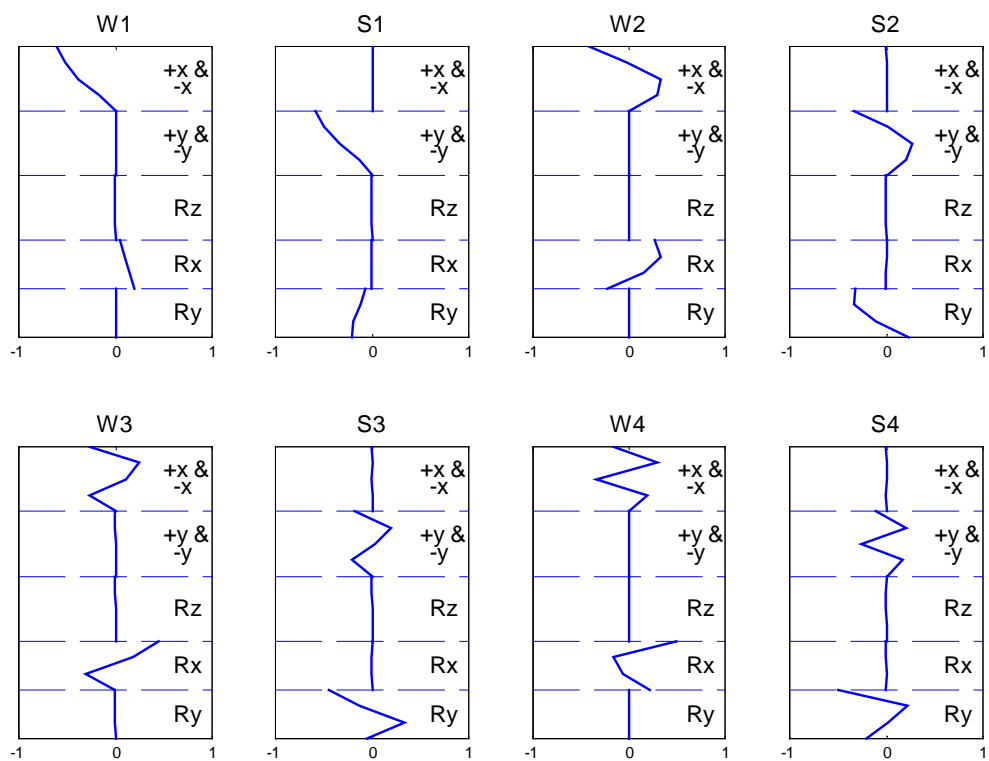 W1 S1 W2 S2
+x & +x & +x & +x &
-x -x -x -x
+y & +y & +y & +y &
-y -y -y -y
Rz Rz Rz Rz
Rx Rx Rx Rx
Ry Ry Ry Ry
-1 0 1 -1 0 1 -1 0 1 -1 0 1
W3 S3 W4 S4
+x & +x & +x & +x &
-x -x -x -x
+y & +y & +y & +y &
-y -y -y -y
Rz Rz Rz Rz
Rx Rx Rx Rx
Ry Ry Ry Ry
-1 0 1 -1 0 1 -1 0 1 -1 0 1